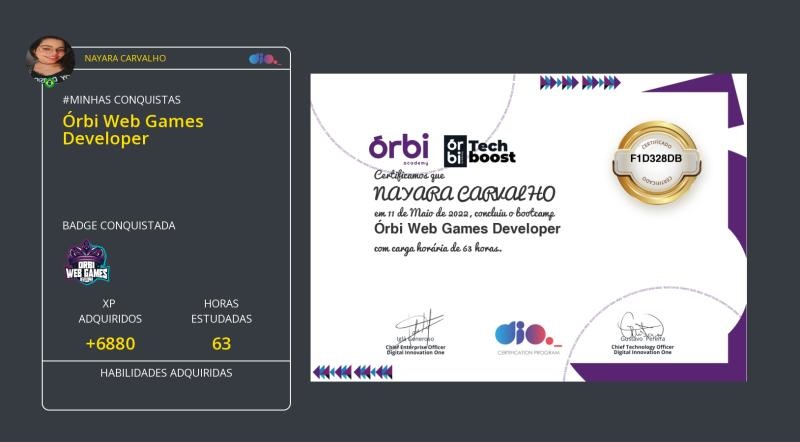 NAYARA CARVALHO
dio._
#MINHAS CONQUISTAS
Órbi Web Games
Developer
BADGE CONQUISTADA
ÓRBI
WEB GAMES
XP
ADQUIRIDOS
HORAS
ESTUDADAS
+6880
63
HABILIDADES ADQUIRIDAS
órbi
academy
ór
bi
Tech
boost
Certificamos que
NAYARA CARVALHO
em 11 de Maio de 2022, concluiu o bootcamp
Órbi Web Games Developer
com carga horária de 63 horas.
CERTIFICADO
F1D328DB
CERTIFICADO
Iglá Generoso
Chief Enterprise Officer
Digital Innovation One
dio._
CERTIFICATION PROGRAM
Gustavo Pereira
Chief Technology Officer
Digital Innovation One